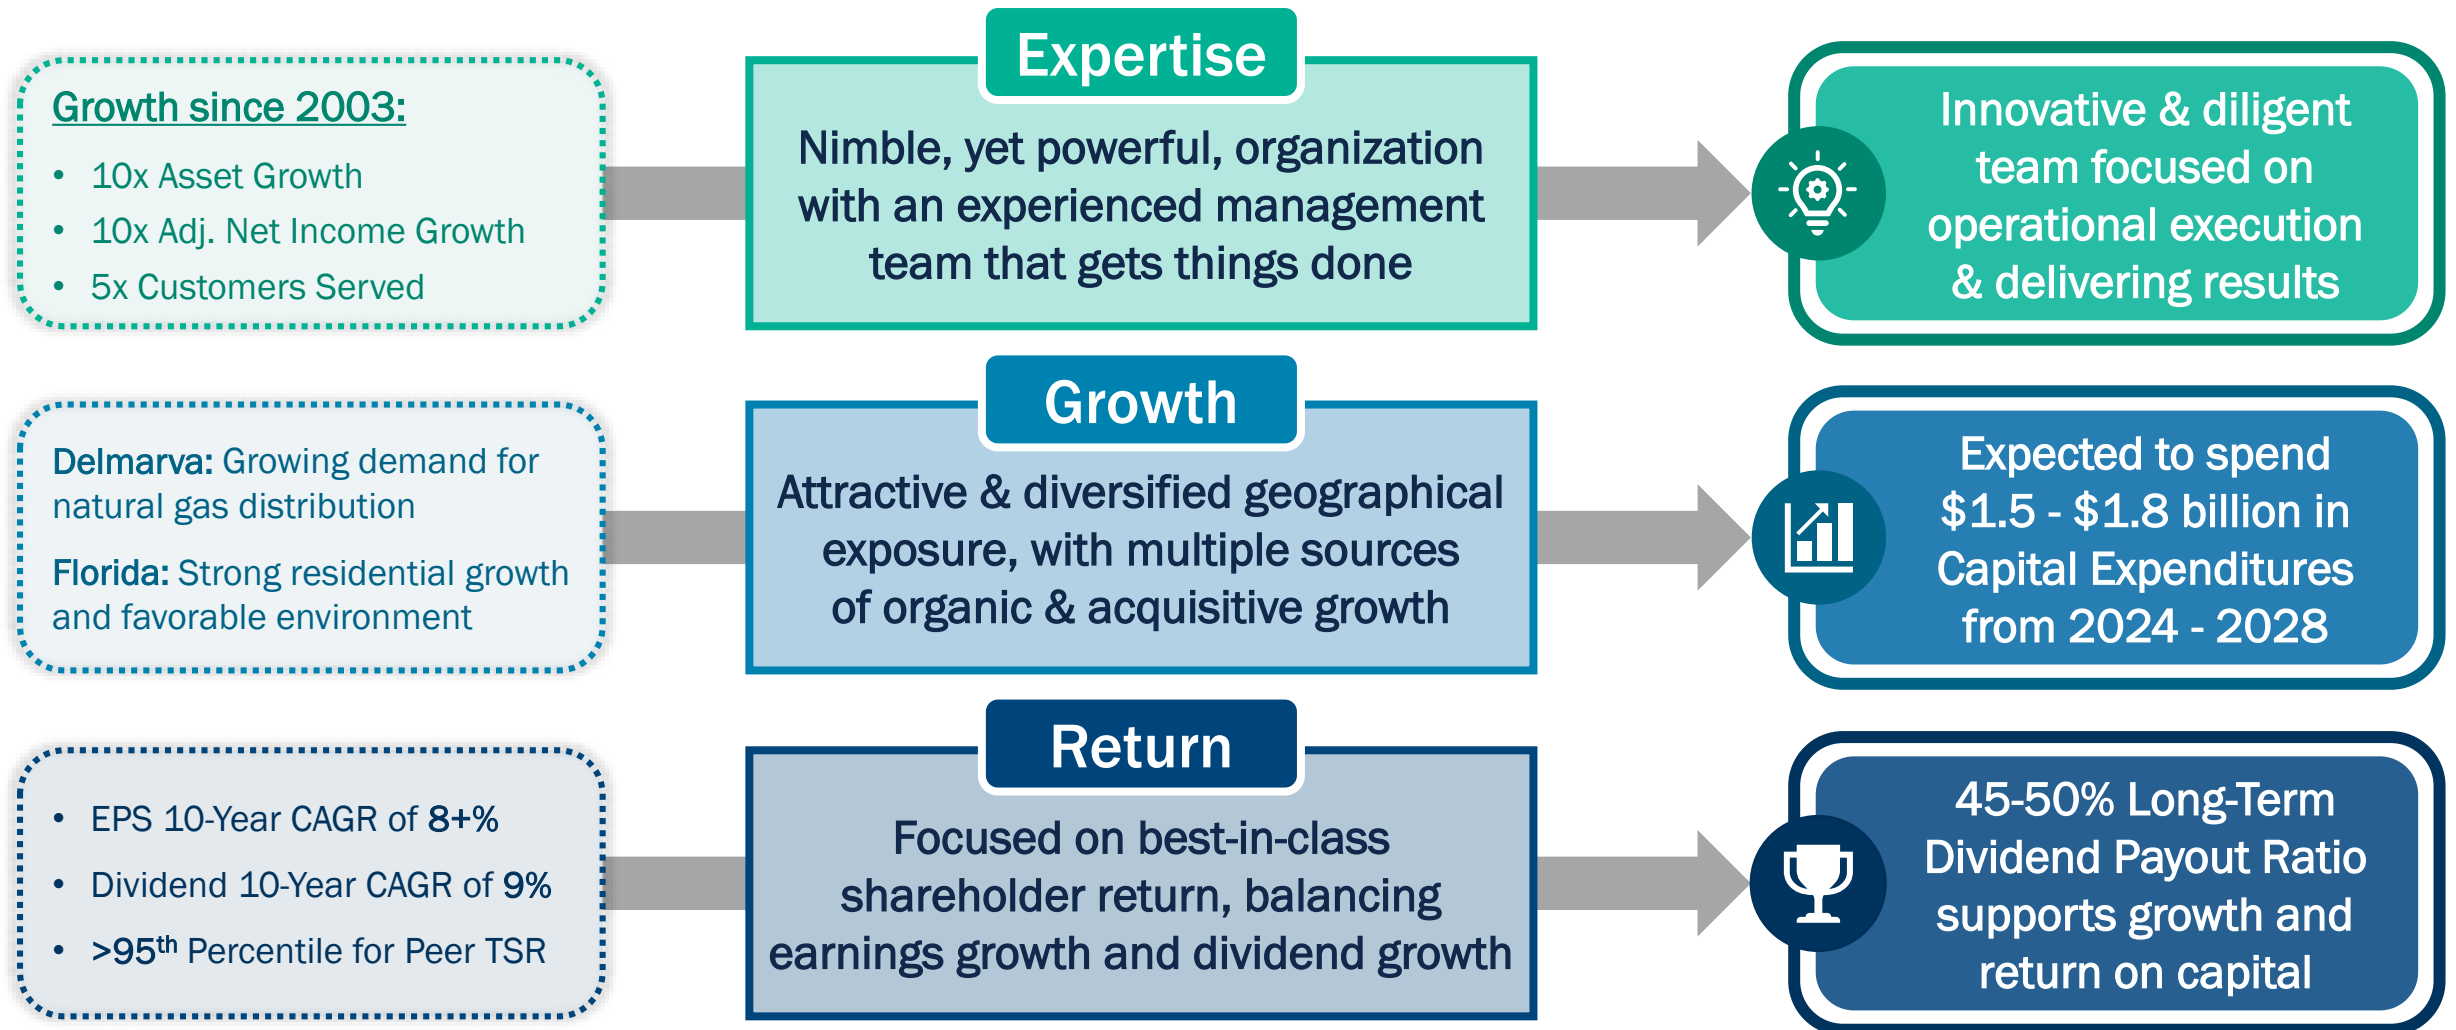 Expertise
Growth since 2003:
• 10x Asset Growth
• 10x Adj. Net Income Growth
• 5x Customers Served
Nimble, yet powerful, organization
with an experienced management
team that gets things done
Innovative & diligent
team focused on
operational execution
& delivering results
Growth
Delmarva: Growing demand for
natural gas distribution
Florida: Strong residential growth
and favorable environment
Attractive & diversified geographical
exposure, with multiple sources
of organic & acquisitive growth
Expected to spend
$1.5 - $1.8 billion in
Capital Expenditures
from 2024 - 2028
Return
• EPS 10-Year CAGR of 8+%
• Dividend 10-Year CAGR of 9%
• >95th Percentile for Peer TSR
Focused on best-in-class
shareholder return, balancing
earnings growth and dividend growth
45-50% Long-Term
Dividend Payout Ratio
supports growth and
return on capital